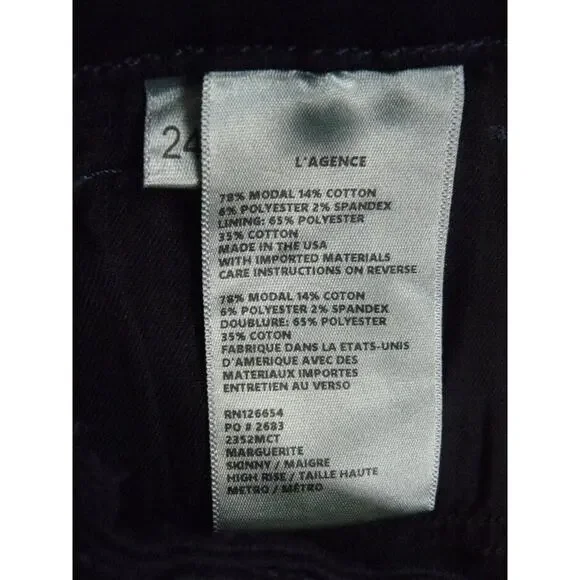 24
L'AGENCE
78% MODAL 14% COTTON
6% POLYESTER 2% SPANDEX
LINING: 65% POLYESTER
35% COTTON
MADE IN THE USA
WITH IMPORTED MATERIALS
CARE INSTRUCTIONS ON REVERSE
78% MODAL 14% COTON
6% POLYESTER 2% SPANDEX
DOUBLURE: 65% POLYESTER
35% COTON
FABRIQUE DANS LA ETATS-UNIS
D'AMERIQUE AVEC DES
MATERIAUX IMPORTES
ENTRETIEN AU VERSO
RN126654
PO # 2683
2352MCT
MARGUERITE
SKINNY / MAIGRE
HIGH RISE / TAILLE HAUTE
METRO / MÉTRO